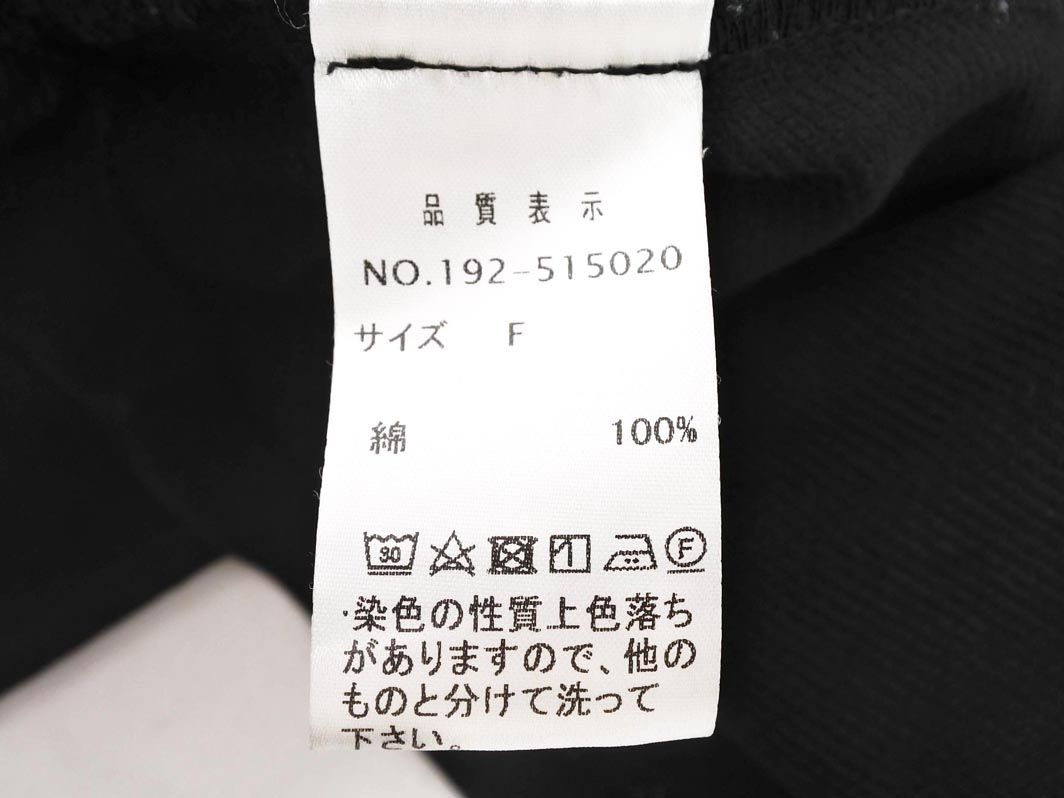 品質表示
NO.192-515020
サイズ F
綿 100%
30 F
・染色の性質上色落ち
がありますので、他の
ものと分けて洗って
下さい。